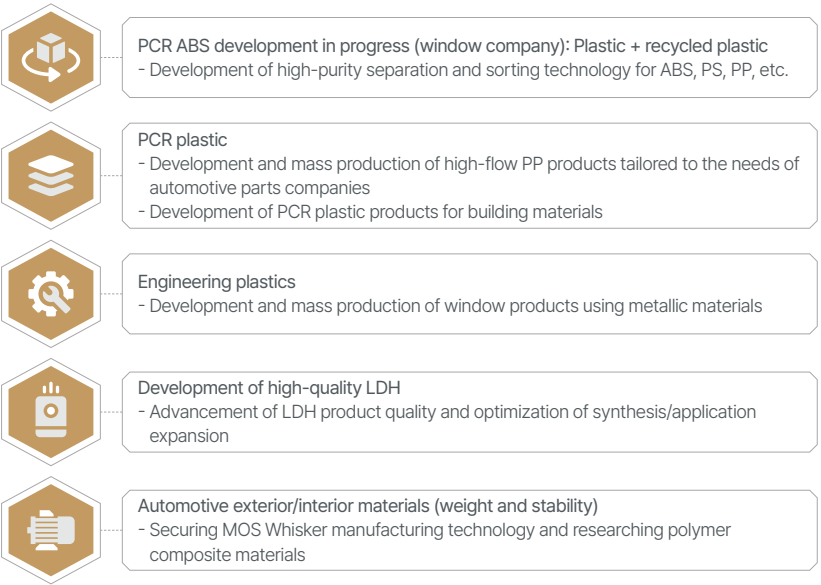 PCR ABS development in progress (window company): Plastic + recycled plastic
- Development of high-purity separation and sorting technology for ABS, PS, PP, etc.
PCR plastic
- Development and mass production of high-flow PP products tailored to the needs of
automotive parts companies
- Development of PCR plastic products for building materials
Engineering plastics
- Development and mass production of window products using metallic materials
Development of high-quality LDH
- Advancement of LDH product quality and optimization of synthesis/application
expansion
Automotive exterior/interior materials (weight and stability)
- Securing MOS Whisker manufacturing technology and researching polymer
composite materials